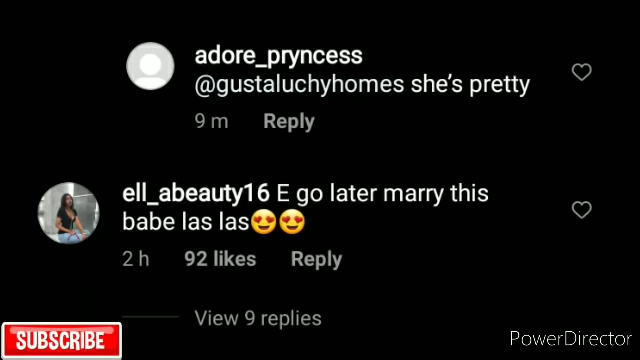 adore_pryncess
@gustaluchyhomes she's pretty
9 m Reply
ell_abeauty16 E go later marry this
babe las las😍😍
2 h 92 likes Reply
View 9 replies
SUBSCRIBE
PowerDirector